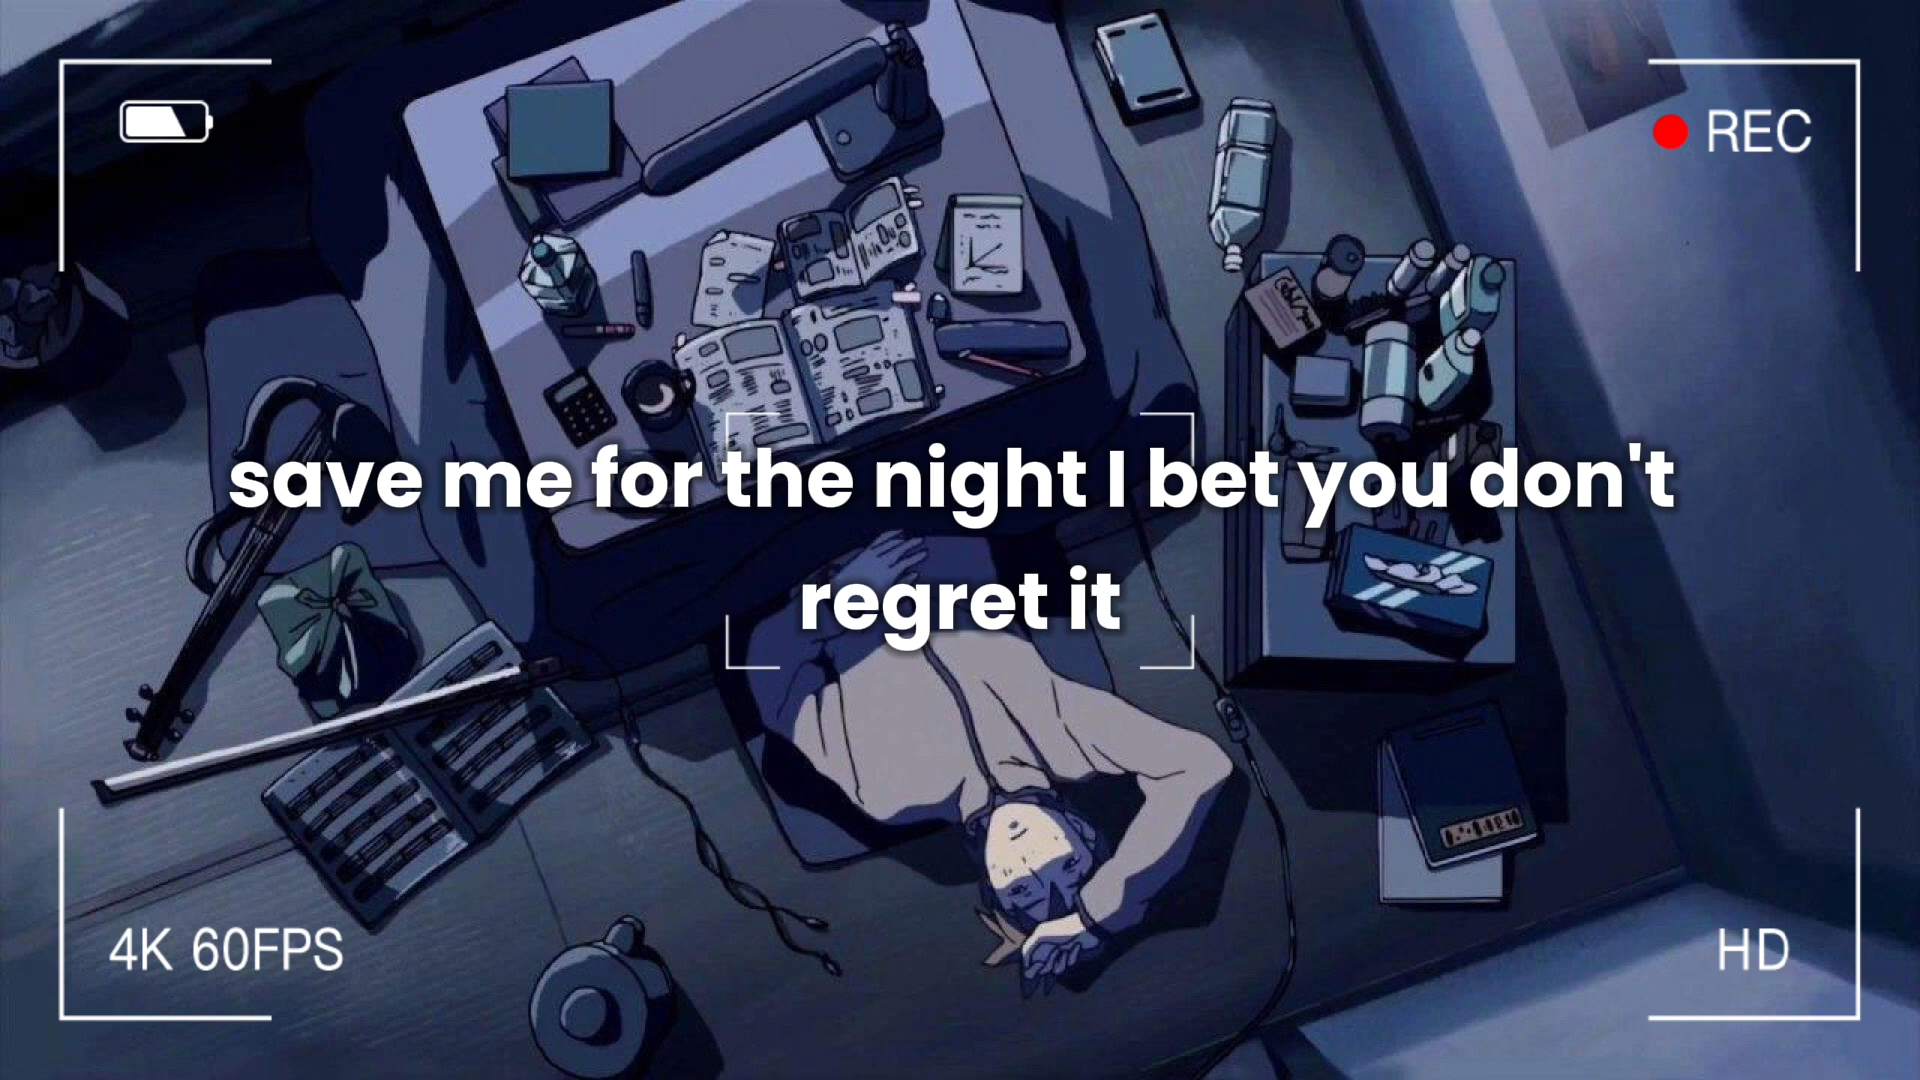 REC
save me for the night I bet you don't
regret it
4K 60FPS
HD